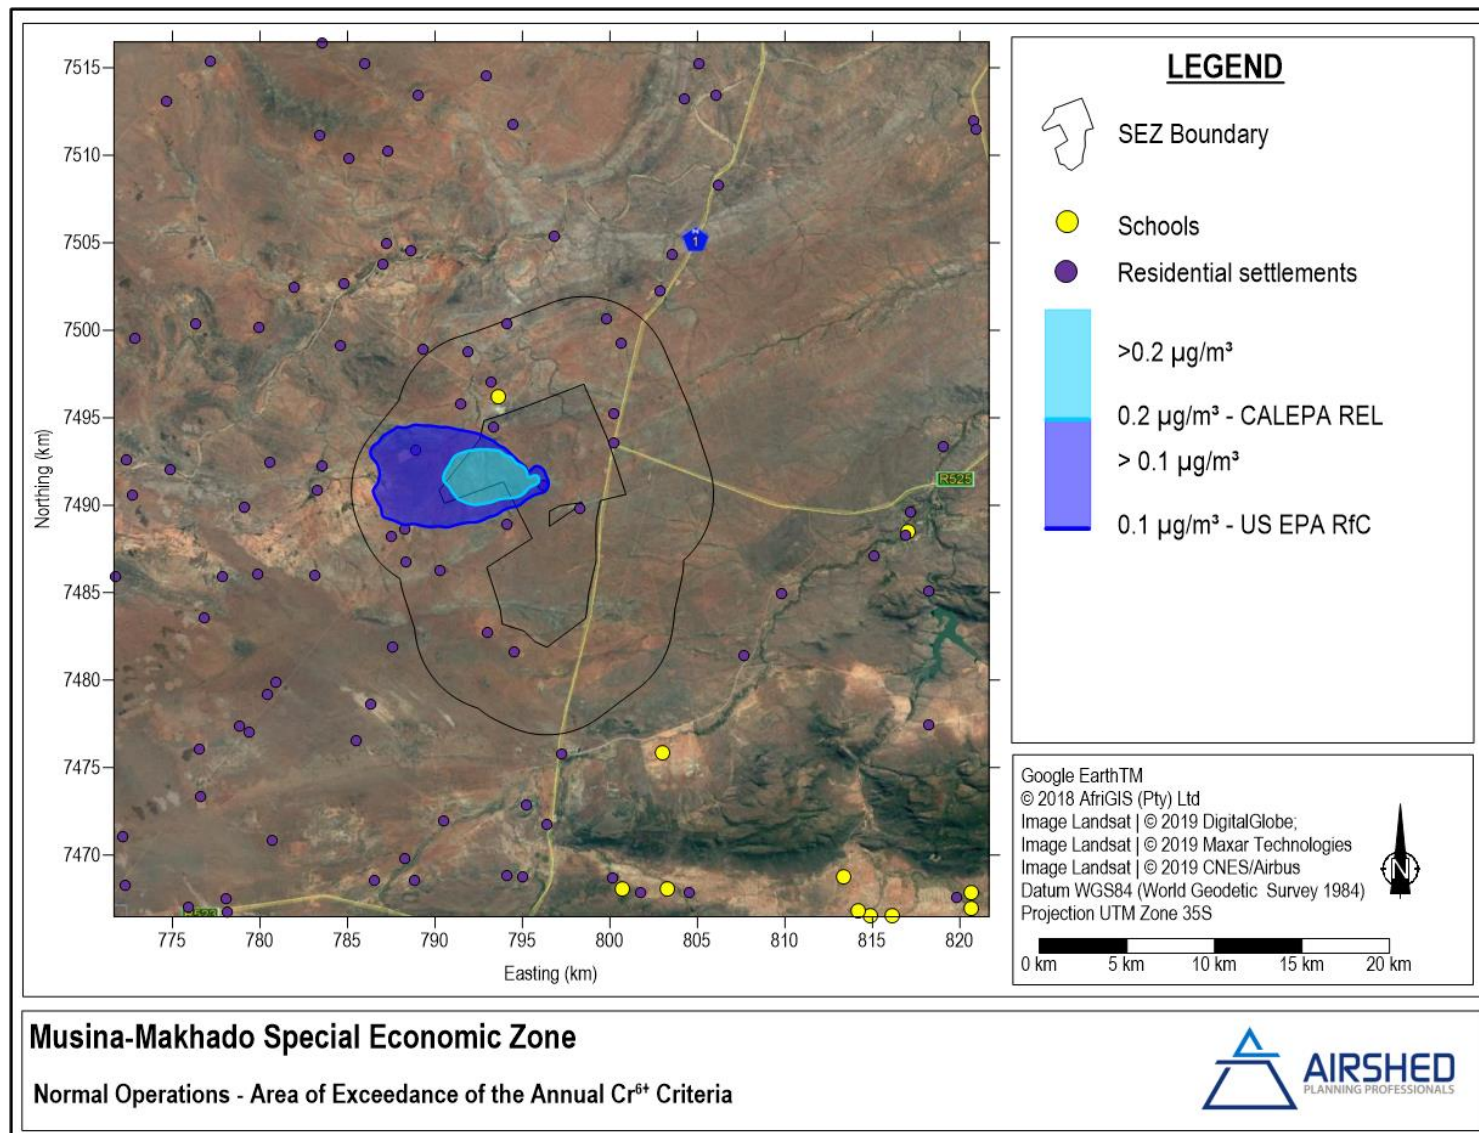 7515
7510
7505
7500
7495
7490
7485
7480
7475
7470
Northing (km)
775
780
785
790
795
800
805
810
815
820
Easting (km)
N
1
R525
LEGEND
SEZ Boundary
Schools
Residential settlements
>0.2 µg/m³
0.2 µg/m³ - CALEPA REL
> 0.1 µg/m³
0.1 µg/m³ - US EPA RfC
Google EarthTM
© 2018 AfriGIS (Pty) Ltd
Image Landsat | © 2019 DigitalGlobe;
Image Landsat | © 2019 Maxar Technologies
Image Landsat | © 2019 CNES/Airbus
Datum WGS84 (World Geodetic Survey 1984)
Projection UTM Zone 35S
N
0 km 5 km 10 km 15 km 20 km
Musina-Makhado Special Economic Zone
Normal Operations - Area of Exceedance of the Annual Cr⁶⁺ Criteria
AIRSHED
PLANNING PROFESSIONALS